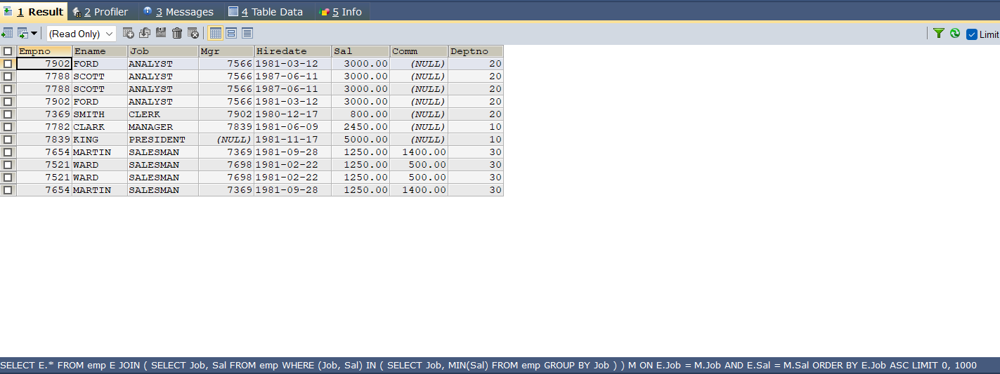 1 Result 2 Profiler 3 Messages 4 Table Data 5 Info
(Read Only) Limit
Empno Ename Job Mgr Hiredate Sal Comm Deptno
7902 FORD ANALYST 7566 1981-03-12 3000.00 (NULL) 20
7788 SCOTT ANALYST 7566 1987-06-11 3000.00 (NULL) 20
7788 SCOTT ANALYST 7566 1987-06-11 3000.00 (NULL) 20
7902 FORD ANALYST 7566 1981-03-12 3000.00 (NULL) 20
7369 SMITH CLERK 7902 1980-12-17 800.00 (NULL) 20
7782 CLARK MANAGER 7839 1981-06-09 2450.00 (NULL) 10
7839 KING PRESIDENT (NULL) 1981-11-17 5000.00 (NULL) 10
7654 MARTIN SALESMAN 7369 1981-09-28 1250.00 1400.00 30
7521 WARD SALESMAN 7698 1981-02-22 1250.00 500.00 30
7521 WARD SALESMAN 7698 1981-02-22 1250.00 500.00 30
7654 MARTIN SALESMAN 7369 1981-09-28 1250.00 1400.00 30
SELECT E.* FROM emp E JOIN ( SELECT Job, Sal FROM emp WHERE (Job, Sal) IN ( SELECT Job, MIN(Sal) FROM emp GROUP BY Job ) ) M ON E.Job = M.Job AND E.Sal = M.Sal ORDER BY E.Job ASC LIMIT 0, 1000